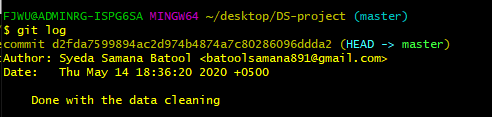 FJWU@ADMINRG-ISPG6SA MINGW64 ~/desktop/DS-project (master)
$ git log
commit d2fda7599894ac2d974b4874a7c80286096ddda2 (HEAD -> master)
Author: Syeda Samana Batool <batoolsamana891@gmail.com>
Date:   Thu May 14 18:36:20 2020 +0500
    Done with the data cleaning